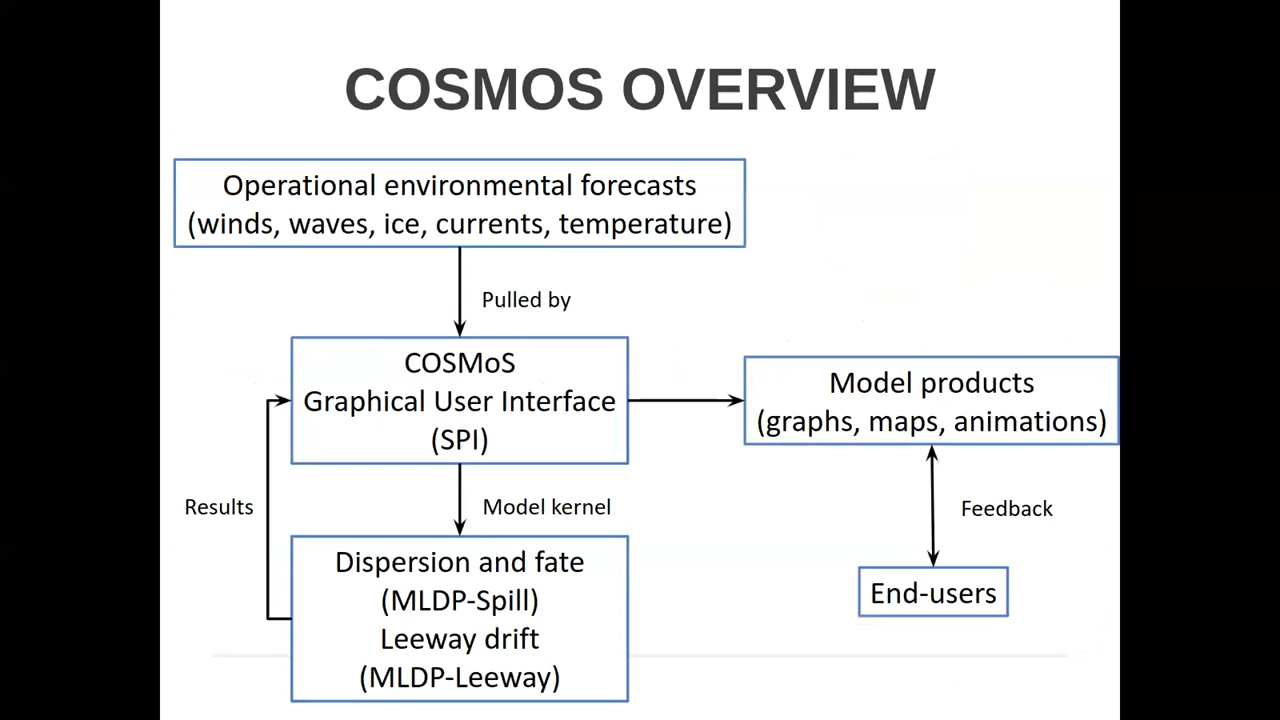 COSMOS OVERVIEW
Operational environmental forecasts
(winds, waves, ice, currents, temperature)
Pulled by
COSMoS
Graphical User Interface
(SPI)
Model products
(graphs, maps, animations)
Results
Model kernel
Feedback
Dispersion and fate
(MLDP-Spill)
Leeway drift
(MLDP-Leeway)
End-users